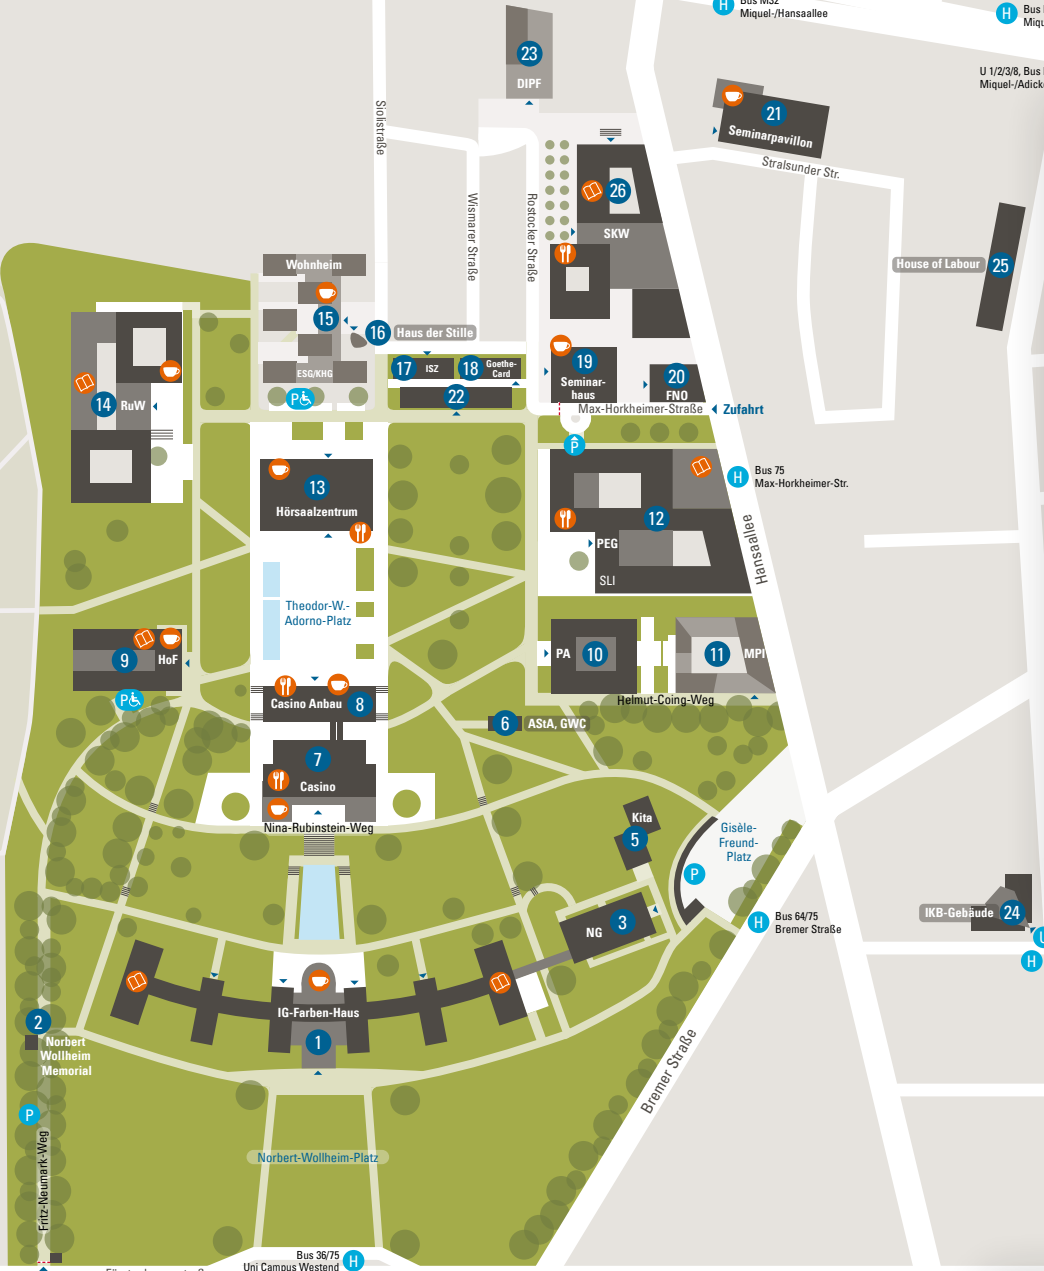 H
Bus M32
Miquel-/Hansaallee
H
Bus
U 1/2/3/8, Bus
23
DIPF
21
Seminarpavillon
Stralsunder Str.
Siolistraße
Wismarer Straße
Rostocker Straße
26
SKW
House of Labour
25
Wohnheim
15
16
Haus der Stille
17
ISZ
18
Goethe-
Card
22
ESG/KHG
P
19
Seminar-
haus
20
FNO
Max-Horkheimer-Straße
Zufahrt
P
14
RuW
13
Hörsaalzentrum
H
Bus 75
Max-Horkheimer-Str.
12
PEG
SLI
Hansaallee
Theodor-W.-
Adorno-Platz
9
HoF
P
PA
10
11
MPI
Helmut-Coing-Weg
Casino Anbau
8
6
AStA, GWC
7
Casino
Nina-Rubinstein-Weg
Kita
5
Gisèle-
Freund-
Platz
P
3
NG
H
Bus 64/75
Bremer Straße
IKB-Gebäude
24
U
H
IG-Farben-Haus
1
2
Norbert
Wollheim
Memorial
P
Fritz-Neumark-Weg
Bremer Straße
Norbert-Wollheim-Platz
Bus 36/75
Uni Campus Westend
H